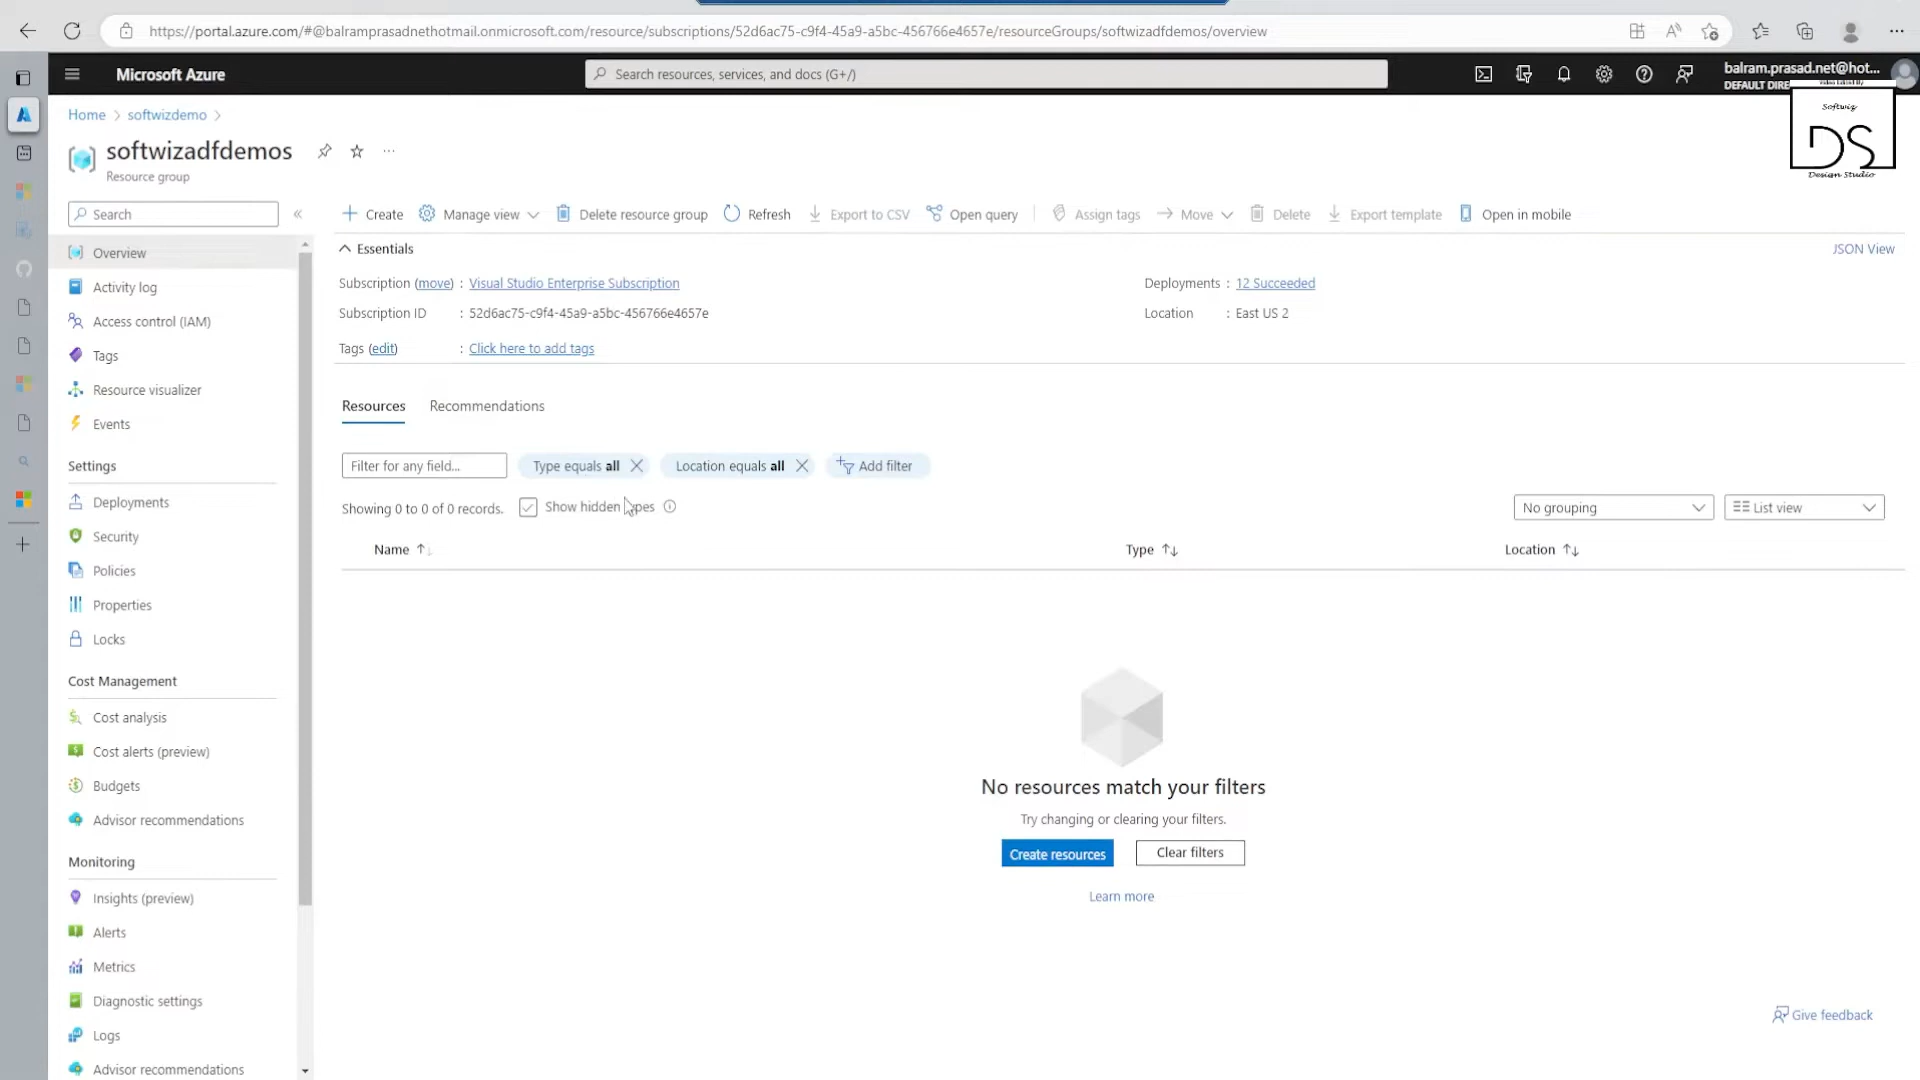 https://portal.azure.com/#@balramprasadnethotmail.onmicrosoft.com/resource/subscriptions/52d6ac75-c9f4-45a9-a5bc-456766e4657e/resourceGroups/softwizadfdemos/overview
Microsoft Azure
Search resources, services, and docs (G+/)
balram.prasad.net@hot...
DEFAULT DIRE
Softwiz
DS
Design Studio
Home > softwizdemo >
softwizadfdemos
Resource group
Search
Create
Manage view
Delete resource group
Refresh
Export to CSV
Open query
Assign tags
Move
Delete
Export template
Open in mobile
Overview
Activity log
Access control (IAM)
Tags
Resource visualizer
Events
Settings
Deployments
Security
Policies
Properties
Locks
Cost Management
Cost analysis
Cost alerts (preview)
Budgets
Advisor recommendations
Monitoring
Insights (preview)
Alerts
Metrics
Diagnostic settings
Logs
Advisor recommendations
Essentials
JSON View
Subscription (move) : Visual Studio Enterprise Subscription
Subscription ID : 52d6ac75-c9f4-45a9-a5bc-456766e4657e
Tags (edit) : Click here to add tags
Deployments : 12 Succeeded
Location : East US 2
Resources
Recommendations
Filter for any field...
Type equals all
Location equals all
Add filter
Showing 0 to 0 of 0 records.
Show hidden types
No grouping
List view
Name
Type
Location
No resources match your filters
Try changing or clearing your filters.
Create resources
Clear filters
Learn more
Give feedback